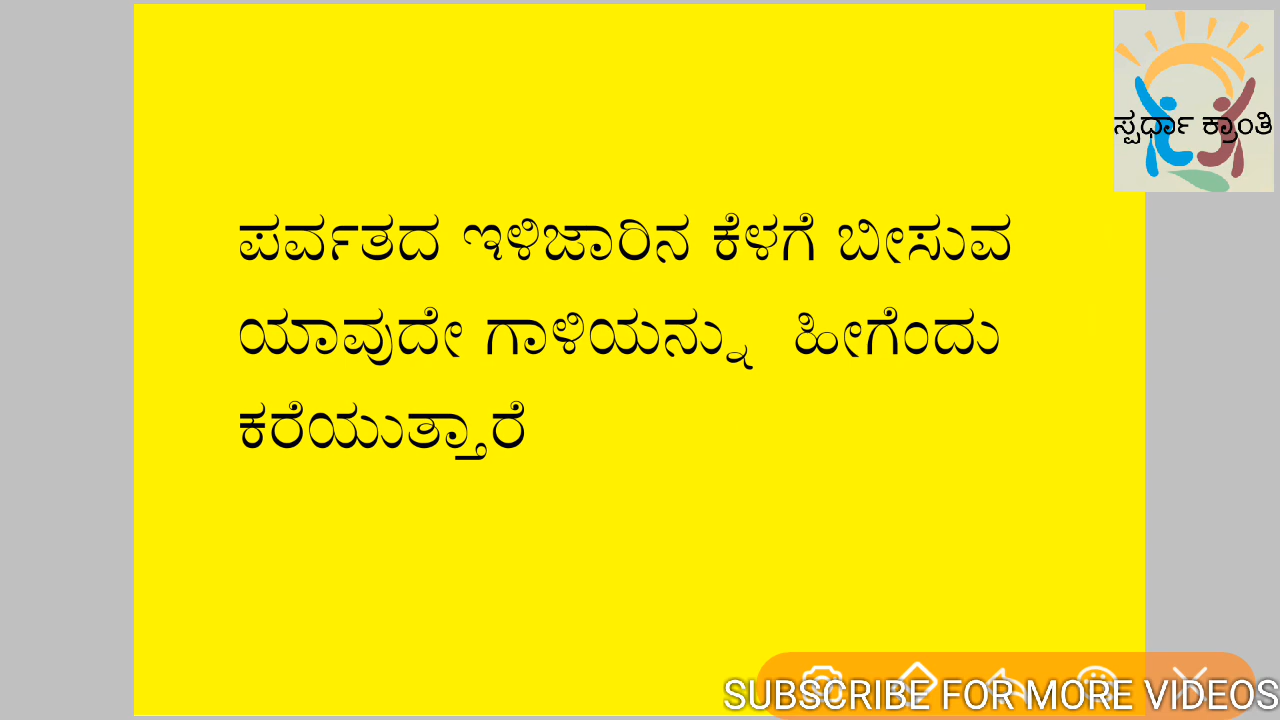 ಸ್ಪರ್ಧಾ ಕ್ರಾಂತಿ
ಪರ್ವತದ ಇಳಿಜಾರಿನ ಕೆಳಗೆ ಬೀಸುವ
ಯಾವುದೇ ಗಾಳಿಯನ್ನು ಹೀಗೆಂದು
ಕರೆಯುತ್ತಾರೆ
SUBSCRIBE FOR MORE VIDEOS